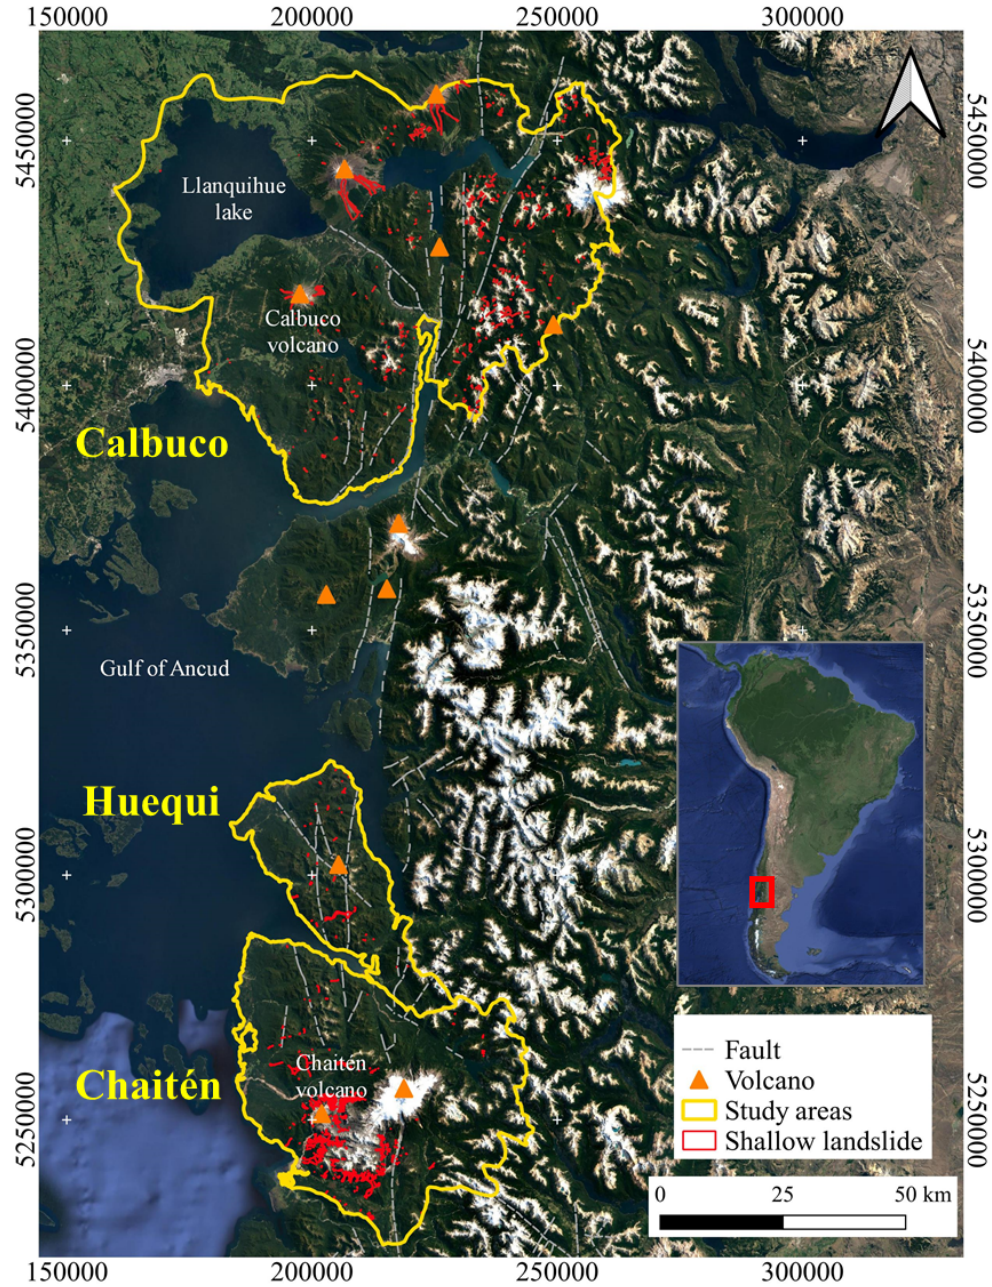 150000
200000
250000
300000
5450000
5450000
Llanquihue
lake
Calbuco
volcano
5400000
5400000
Calbuco
5350000
5350000
Gulf of Ancud
Huequi
5300000
5300000
Fault
Chaitén
volcano
Volcano
Chaitén
Study areas
5250000
5250000
Shallow landslide
0
25
50 km
150000
200000
250000
300000